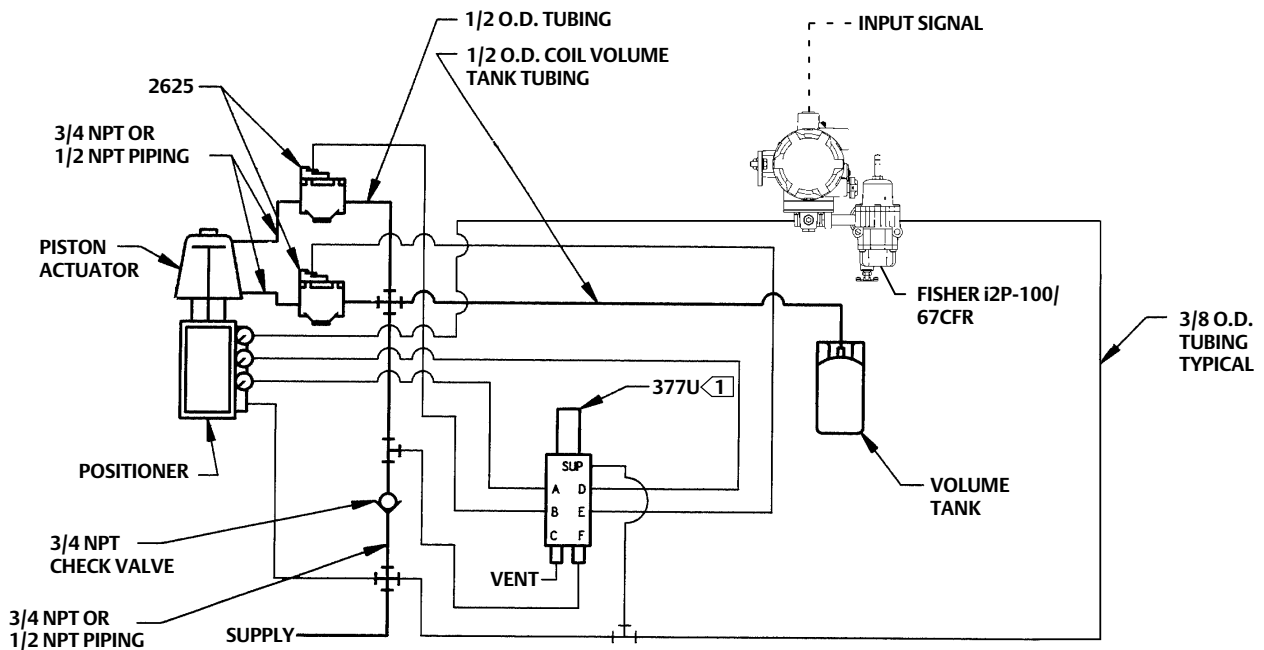 1/2 O.D. TUBING
INPUT SIGNAL
1/2 O.D. COIL VOLUME
TANK TUBING
2625
3/4 NPT OR
1/2 NPT PIPING
PISTON
ACTUATOR
FISHER i2P-100/
67CFR
3/8 O.D.
TUBING
TYPICAL
377U 1
POSITIONER
SUP
A D
B E
C F
VOLUME
TANK
3/4 NPT
CHECK VALVE
VENT
3/4 NPT OR
1/2 NPT PIPING
SUPPLY